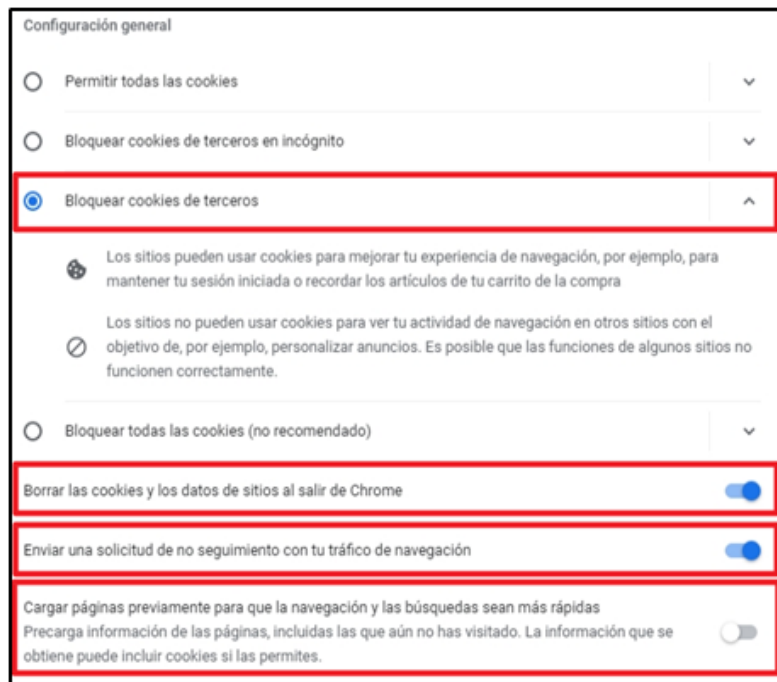 Configuración general
Permitir todas las cookies
Bloquear cookies de terceros en incógnito
Bloquear cookies de terceros
Los sitios pueden usar cookies para mejorar tu experiencia de navegación, por ejemplo, para
mantener tu sesión iniciada o recordar los artículos de tu carrito de la compra
Los sitios no pueden usar cookies para ver tu actividad de navegación en otros sitios con el
objetivo de, por ejemplo, personalizar anuncios. Es posible que las funciones de algunos sitios no
funcionen correctamente.
Bloquear todas las cookies (no recomendado)
Borrar las cookies y los datos de sitios al salir de Chrome
Enviar una solicitud de no seguimiento con tu tráfico de navegación
Cargar páginas previamente para que la navegación y las búsquedas sean más rápidas
Precarga información de las páginas, incluidas las que aún no has visitado. La información que se
obtiene puede incluir cookies si las permites.